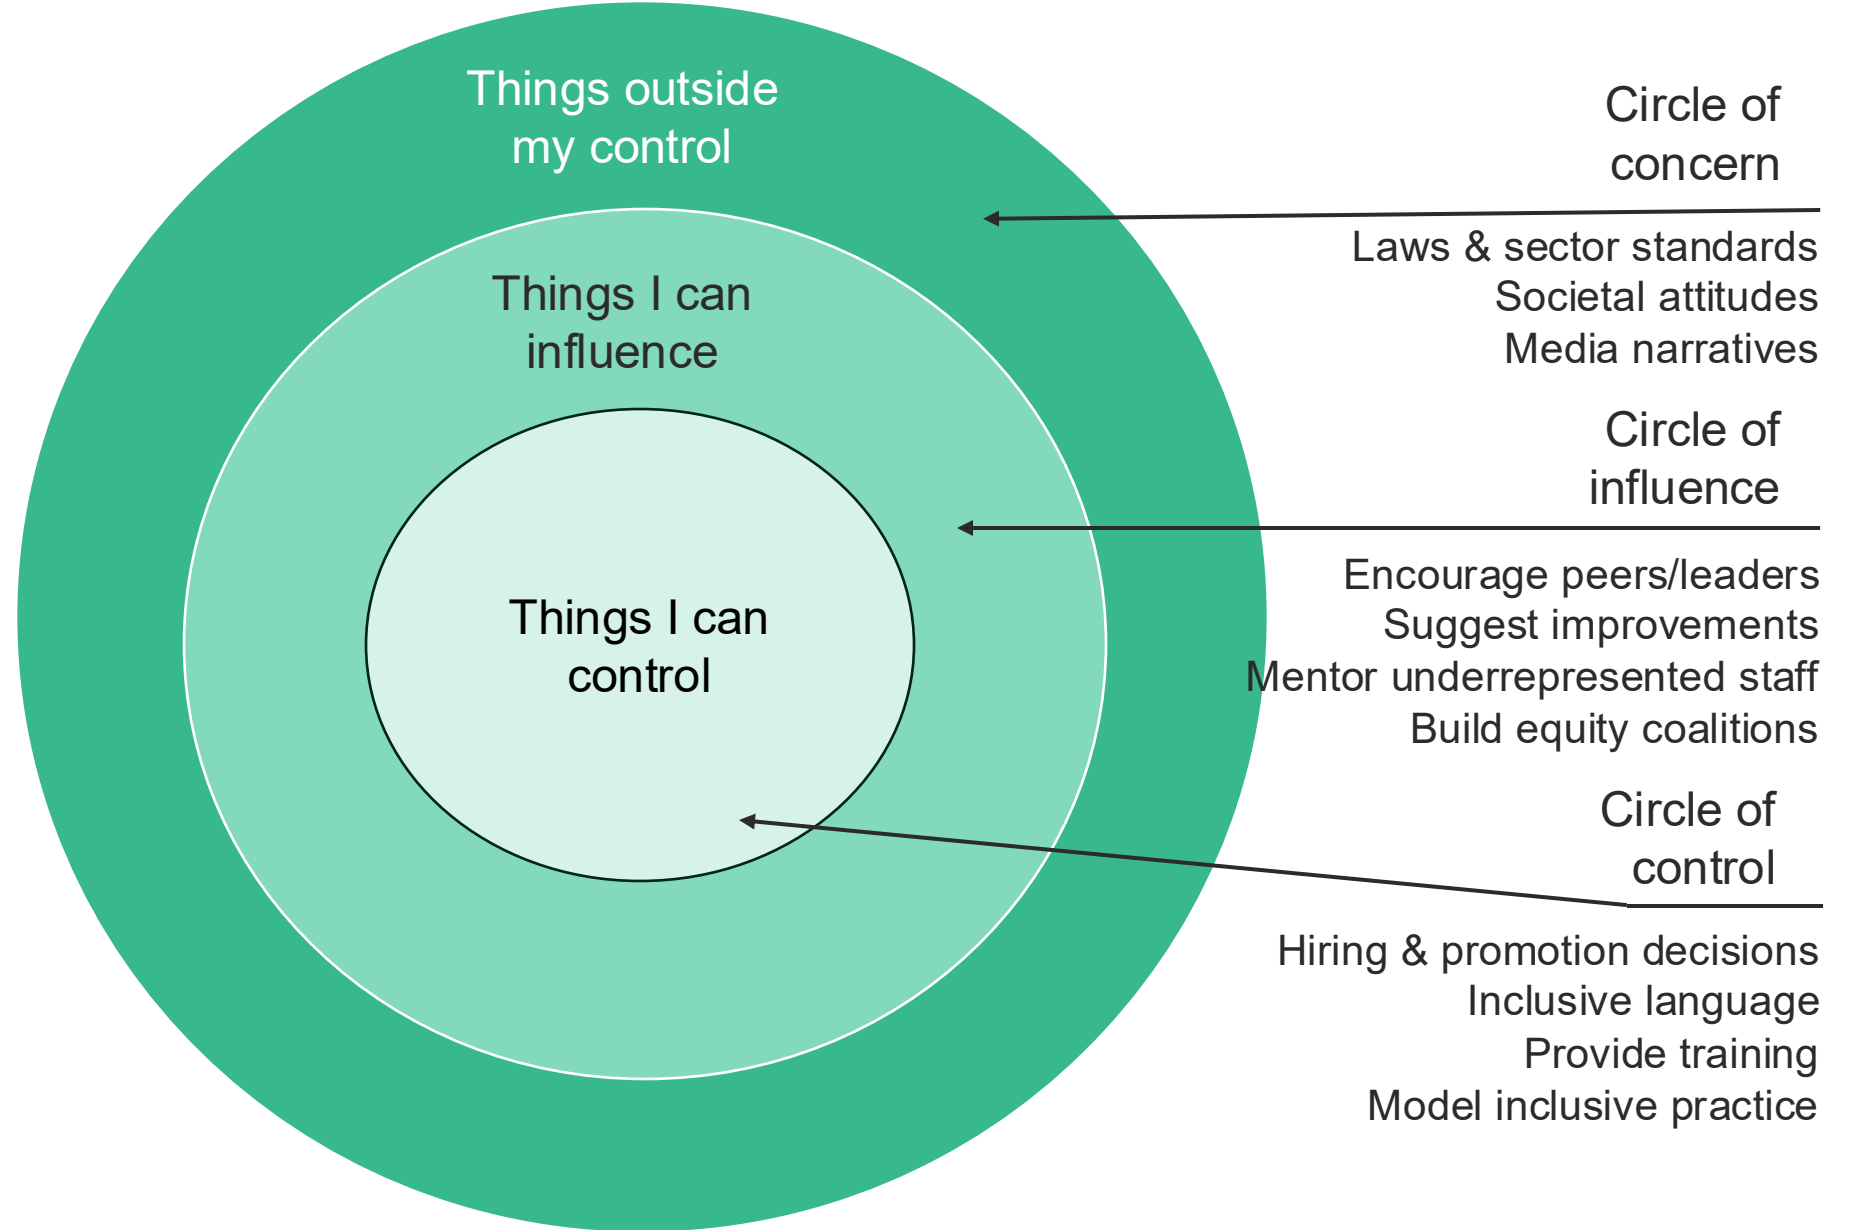 Things outside
my control
Things I can
influence
Things I can
control
Circle of
concern
Laws & sector standards
Societal attitudes
Media narratives
Circle of
influence
Encourage peers/leaders
Suggest improvements
Mentor underrepresented staff
Build equity coalitions
Circle of
control
Hiring & promotion decisions
Inclusive language
Provide training
Model inclusive practice